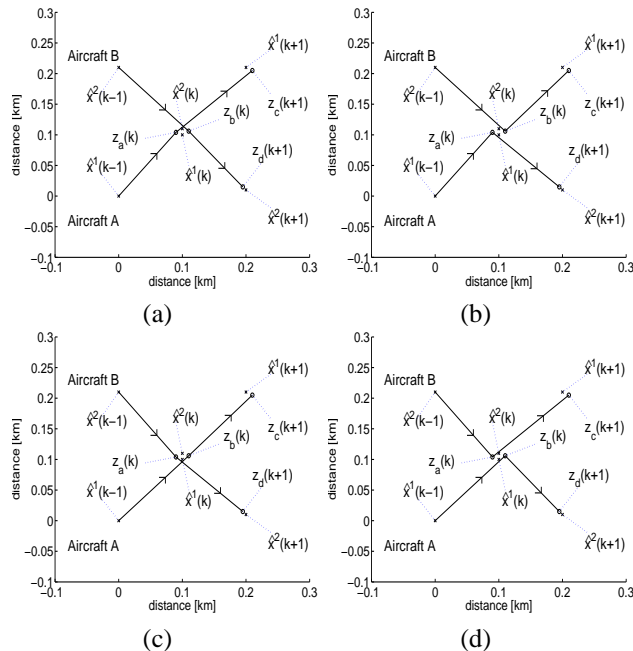 0.3
0.25
0.2
0.15
0.1
0.05
0
−0.05
−0.1
−0.1 0 0.1 0.2 0.3
distance [km]
distance [km]
Aircraft B
x̂²(k−1)
x̂²(k)
x̂¹(k+1)
z_c(k+1)
z_a(k)
z_b(k)
z_d(k+1)
x̂¹(k−1)
x̂¹(k)
x̂²(k+1)
Aircraft A
(a)
0.3
0.25
0.2
0.15
0.1
0.05
0
−0.05
−0.1
−0.1 0 0.1 0.2 0.3
distance [km]
distance [km]
Aircraft B
x̂²(k−1)
x̂²(k)
x̂¹(k+1)
z_c(k+1)
z_a(k)
z_b(k)
z_d(k+1)
x̂¹(k−1)
x̂¹(k)
x̂²(k+1)
Aircraft A
(b)
0.3
0.25
0.2
0.15
0.1
0.05
0
−0.05
−0.1
−0.1 0 0.1 0.2 0.3
distance [km]
distance [km]
Aircraft B
x̂²(k−1)
x̂²(k)
x̂¹(k+1)
z_c(k+1)
z_a(k)
z_b(k)
z_d(k+1)
x̂¹(k−1)
x̂¹(k)
x̂²(k+1)
Aircraft A
(c)
0.3
0.25
0.2
0.15
0.1
0.05
0
−0.05
−0.1
−0.1 0 0.1 0.2 0.3
distance [km]
distance [km]
Aircraft B
x̂²(k−1)
x̂²(k)
x̂¹(k+1)
z_c(k+1)
z_a(k)
z_b(k)
z_d(k+1)
x̂¹(k−1)
x̂¹(k)
x̂²(k+1)
Aircraft A
(d)